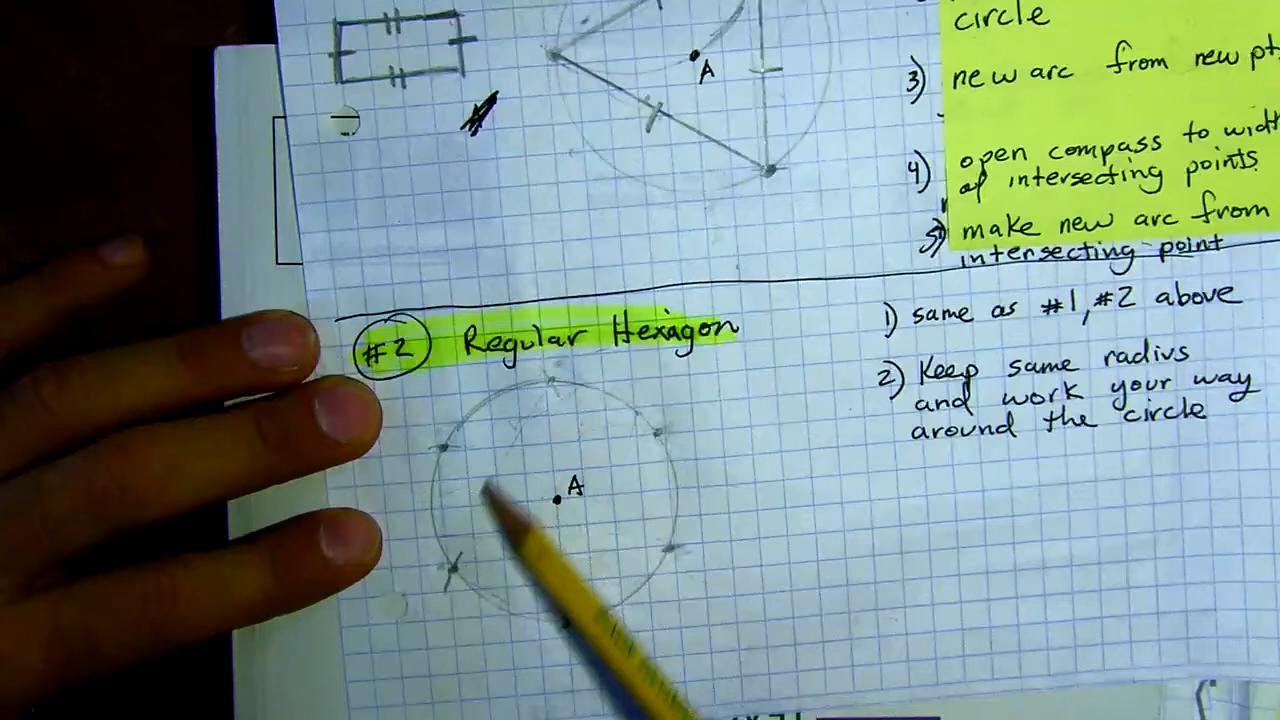 circle
3) new arc from new pt.
A
4) open compass to width
of intersecting points
5) make new arc from
intersecting point
#2 Regular Hexagon
1) same as #1, #2 above
2) Keep same radius
and work your way
around the circle
A